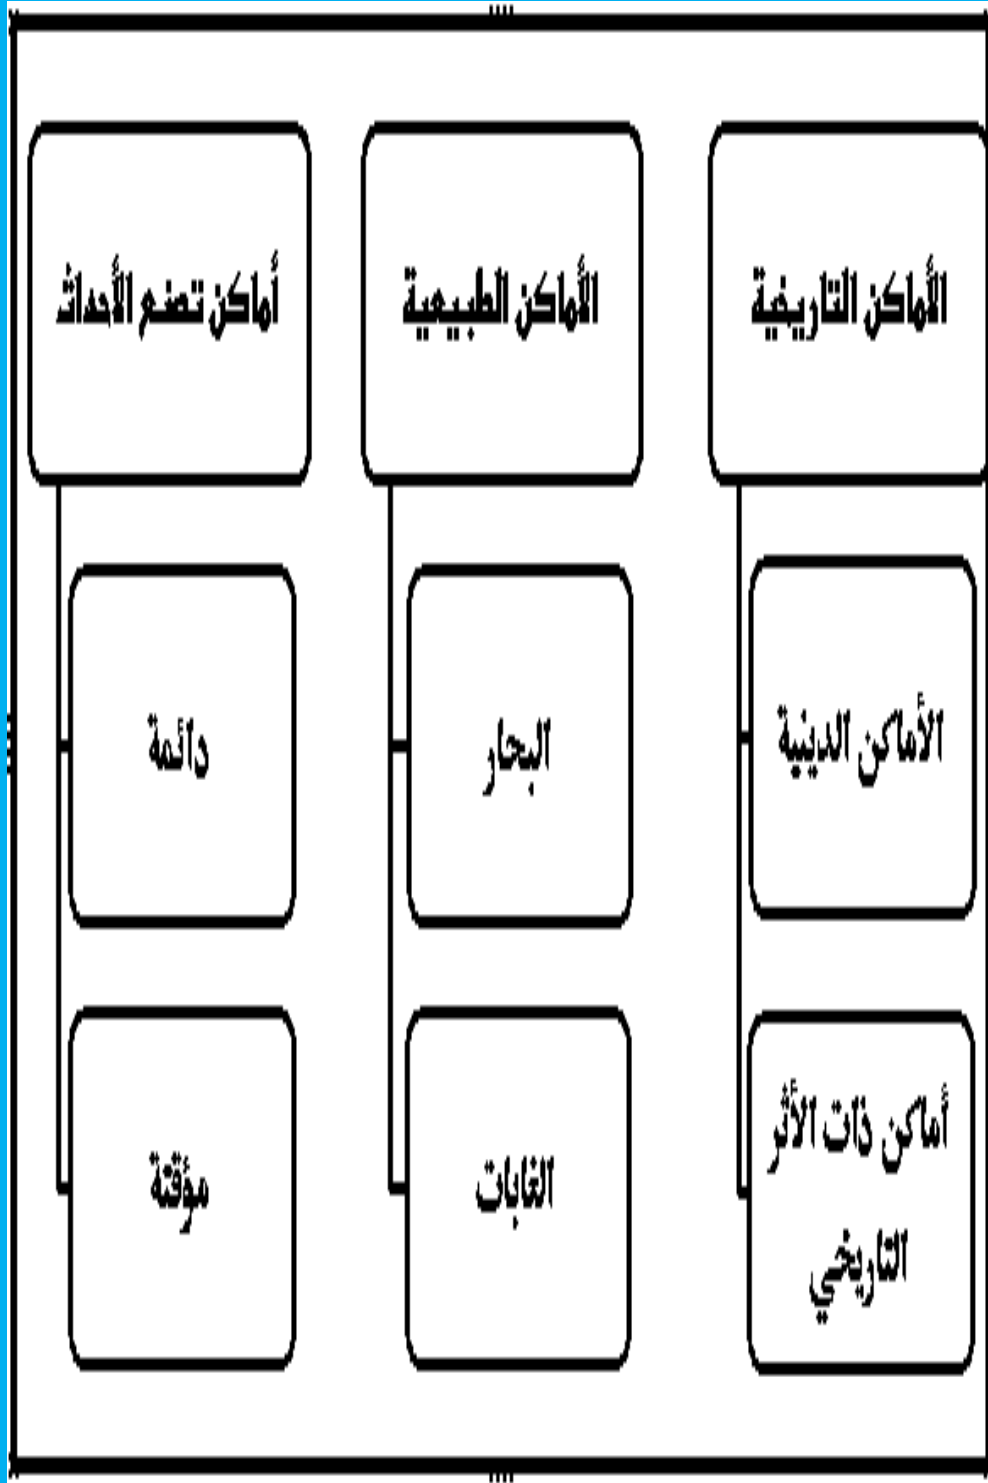 الأماكن التاريخية
الأماكن الدينية
أماكن ذات الأثر
التاريخي
الأماكن الطبيعية
البحار
الغابات
أماكن تصنع الأحداث
دائمة
مؤقتة